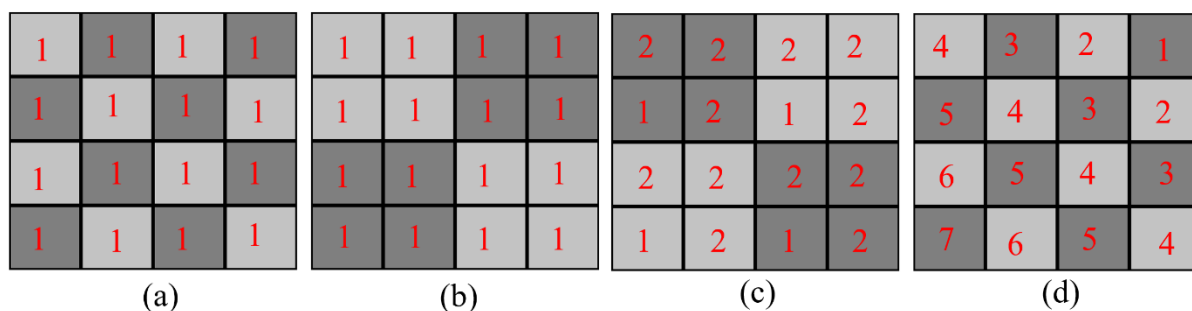 1 1 1 1 1 1 1 1 2 2 2 2 4 3 2 1
1 1 1 1 1 1 1 1 1 2 1 2 5 4 3 2
1 1 1 1 1 1 1 1 2 2 2 2 6 5 4 3
1 1 1 1 1 1 1 1 1 2 1 2 7 6 5 4
(a) (b) (c) (d)